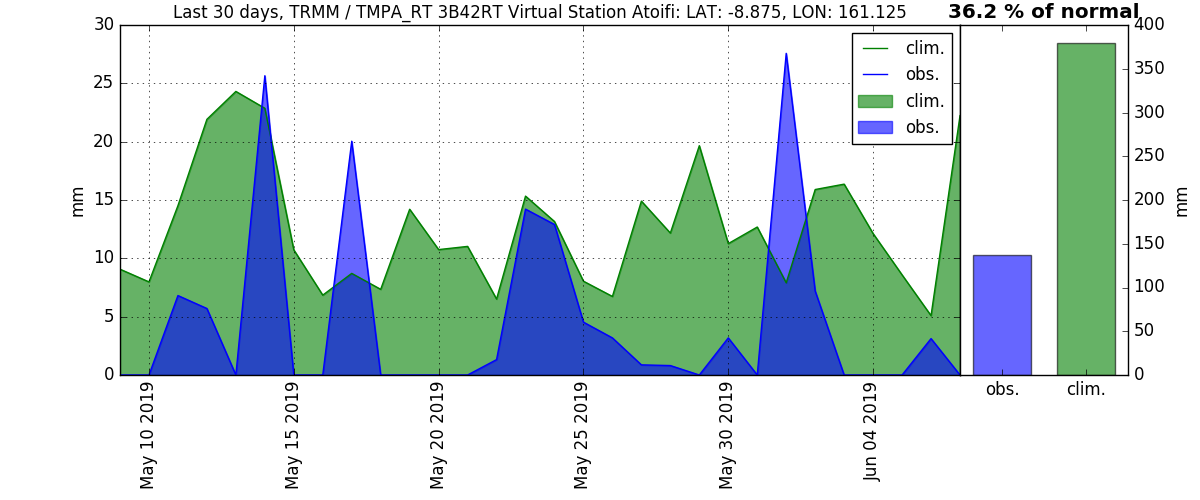 Last 30 days, TRMM / TMPA_RT 3B42RT Virtual Station Atoifi: LAT: -8.875, LON: 161.125
36.2 % of normal
30
25
20
15
10
5
0
mm
clim.
obs.
clim.
obs.
May 10 2019
May 15 2019
May 20 2019
May 25 2019
May 30 2019
Jun 04 2019
400
350
300
250
200
150
100
50
0
mm
obs.
clim.